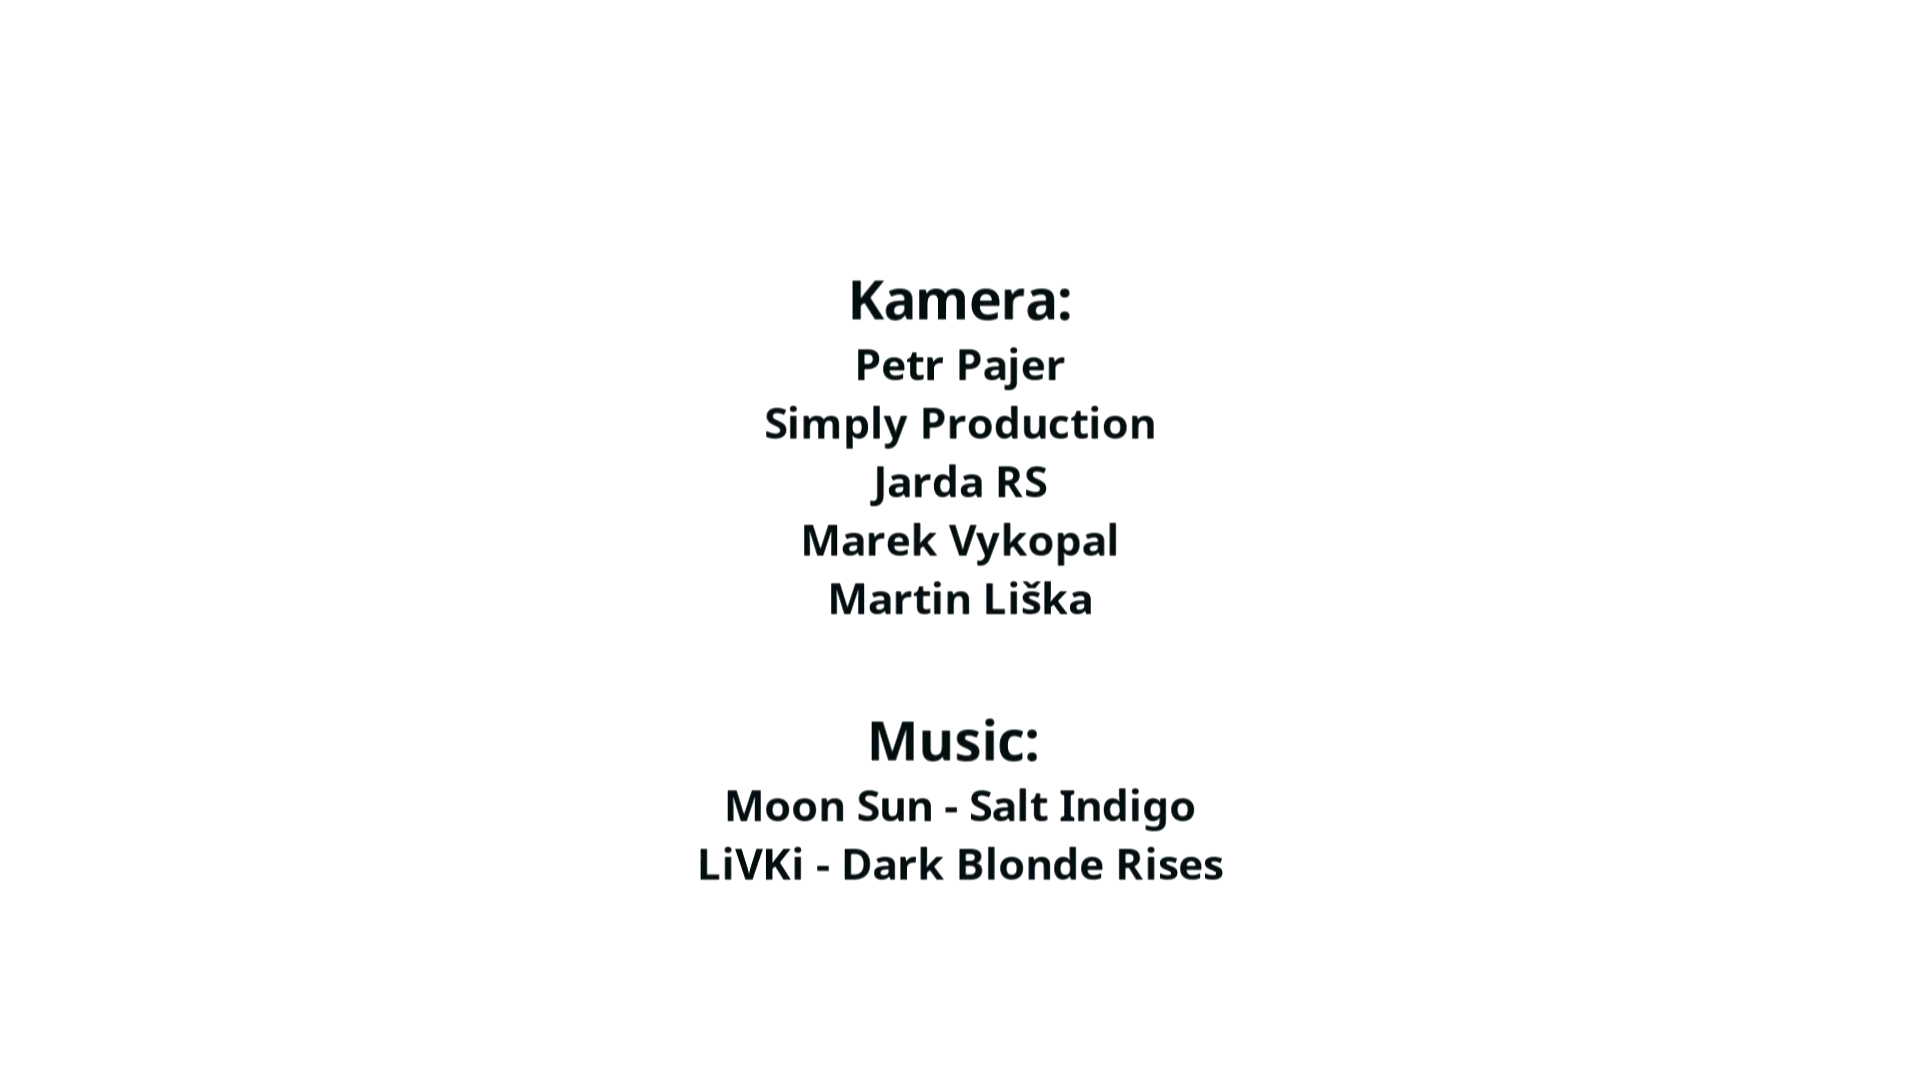 Kamera:
Petr Pajer
Simply Production
Jarda RS
Marek Vykopal
Martin Liška
Music:
Moon Sun - Salt Indigo
LiVKi - Dark Blonde Rises